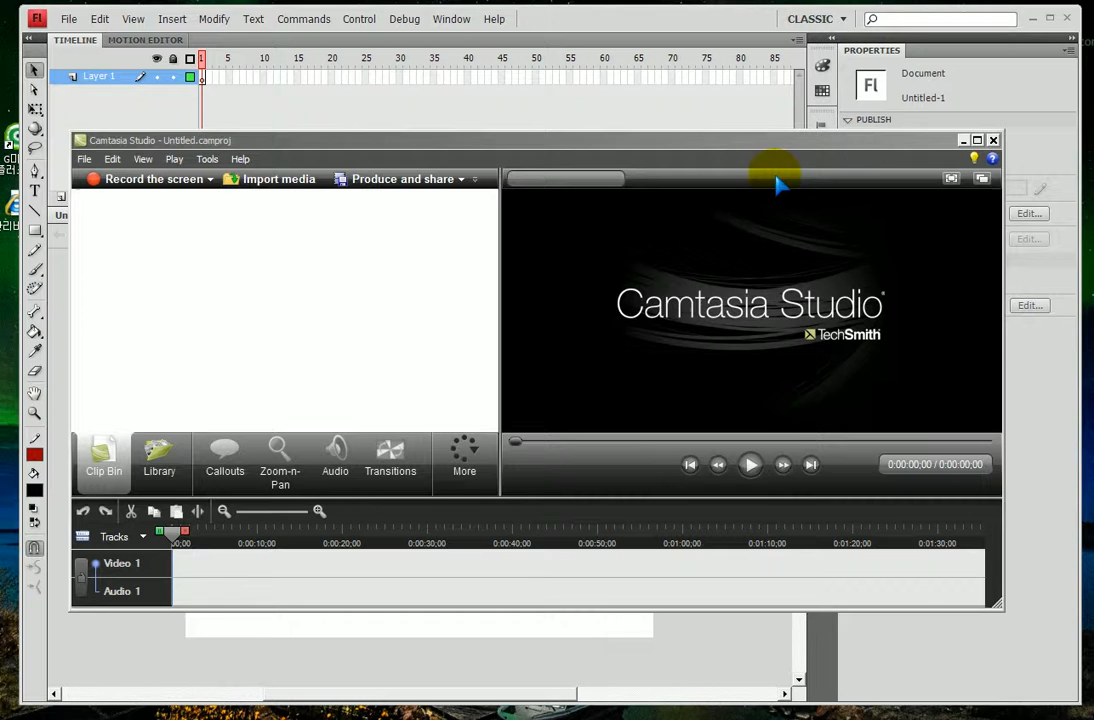 Fl File Edit View Insert Modify Text Commands Control Debug Window Help CLASSIC
TIMELINE MOTION EDITOR
PROPERTIES
1 5 10 15 20 25 30 35 40 45 50 55 60 65 70 75 80 85
Layer 1
Fl
Document
Untitled-1
PUBLISH
Camtasia Studio - Untitled.camproj
File Edit View Play Tools Help
Record the screen Import media Produce and share
Un
Edit...
Edit...
Edit...
Camtasia Studio
TechSmith
Clip Bin Library Callouts Zoom-n-Pan Audio Transitions More
0:00:00;00 / 0:00:00;00
Tracks
00;00 0:00:10;00 0:00:20;00 0:00:30;00 0:00:40;00 0:00:50;00 0:01:00;00 0:01:10;00 0:01:20;00 0:01:30;00
Video 1
Audio 1